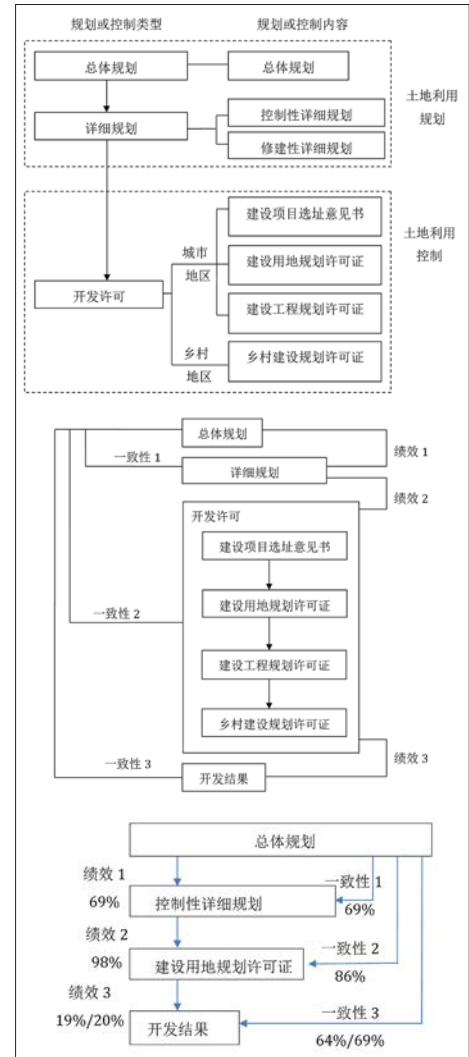 规划或控制类型 规划或控制内容
总体规划 总体规划
土地利用
规划
详细规划 控制性详细规划
修建性详细规划
建设项目选址意见书
土地利用
控制
城市
地区
建设用地规划许可证
开发许可
建设工程规划许可证
乡村
地区
乡村建设规划许可证
总体规划
一致性 1
绩效 1
详细规划
绩效 2
开发许可
建设项目选址意见书
建设用地规划许可证
一致性 2
建设工程规划许可证
乡村建设规划许可证
绩效 3
一致性 3
开发结果
总体规划
绩效 1
69%
控制性详细规划
一致性 1
69%
绩效 2
98%
建设用地规划许可证
一致性 2
86%
绩效 3
19%/20%
开发结果
一致性 3
64%/69%